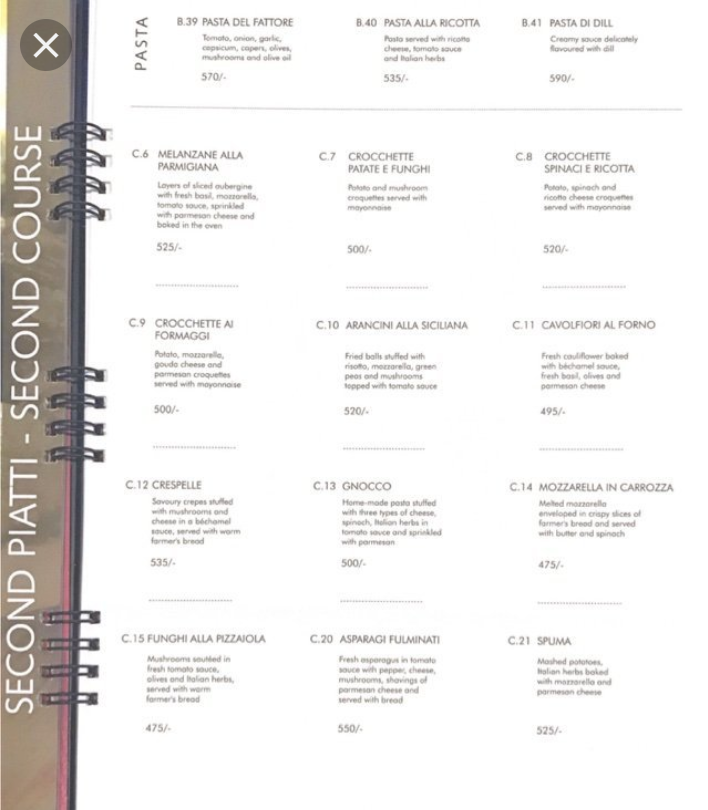 PASTA
B.39 PASTA DEL FATTORE
Tomato, onion, garlic,
capsicum, capers, olives,
mushrooms and olive oil
570/-
B.40 PASTA ALLA RICOTTA
Pasta served with ricotta
cheese, tomato sauce
and Italian herbs
535/-
B.41 PASTA DI DILL
Creamy sauce delicately
flavoured with dill
590/-
SECOND PIATTI - SECOND COURSE
C.6 MELANZANE ALLA
PARMIGIANA
Layers of sliced aubergine
with fresh basil, mozzarella,
tomato sauce, sprinkled
with parmesan cheese and
baked in the oven
525/-
C.7 CROCCHETTE
PATATE E FUNGHI
Potato and mushroom
croquettes served with
mayonnaise
500/-
C.8 CROCCHETTE
SPINACI E RICOTTA
Potato, spinach and
ricotta cheese croquettes
served with mayonnaise
520/-
C.9 CROCCHETTE AI
FORMAGGI
Potato, mozzarella,
gouda cheese and
parmesan croquettes
served with mayonnaise
500/-
C.10 ARANCINI ALLA SICILIANA
Fried balls stuffed with
risotto, mozzarella, green
peas and mushrooms
topped with tomato sauce
520/-
C.11 CAVOLFIORI AL FORNO
Fresh cauliflower baked
with béchamel sauce,
fresh basil, olives and
parmesan cheese
495/-
C.12 CRESPELLE
Savoury crepes stuffed
with mushrooms and
cheese in a béchamel
sauce, served with warm
farmer's bread
535/-
C.13 GNOCCO
Home-made pasta stuffed
with three types of cheese,
spinach, Italian herbs in
tomato sauce and sprinkled
with parmesan
500/-
C.14 MOZZARELLA IN CARROZZA
Melted mozzarella
enveloped in crispy slices of
farmer's bread and served
with butter and spinach
475/-
C.15 FUNGHI ALLA PIZZAIOLA
Mushrooms sautéed in
fresh tomato sauce,
olives and Italian herbs,
served with warm
farmer's bread
475/-
C.20 ASPARAGI FULMINATI
Fresh asparagus in tomato
sauce with pepper, cheese,
mushrooms, shavings of
parmesan cheese and
served with bread
550/-
C.21 SPUMA
Mashed potatoes,
Italian herbs baked
with mozzarella and
parmesan cheese
525/-